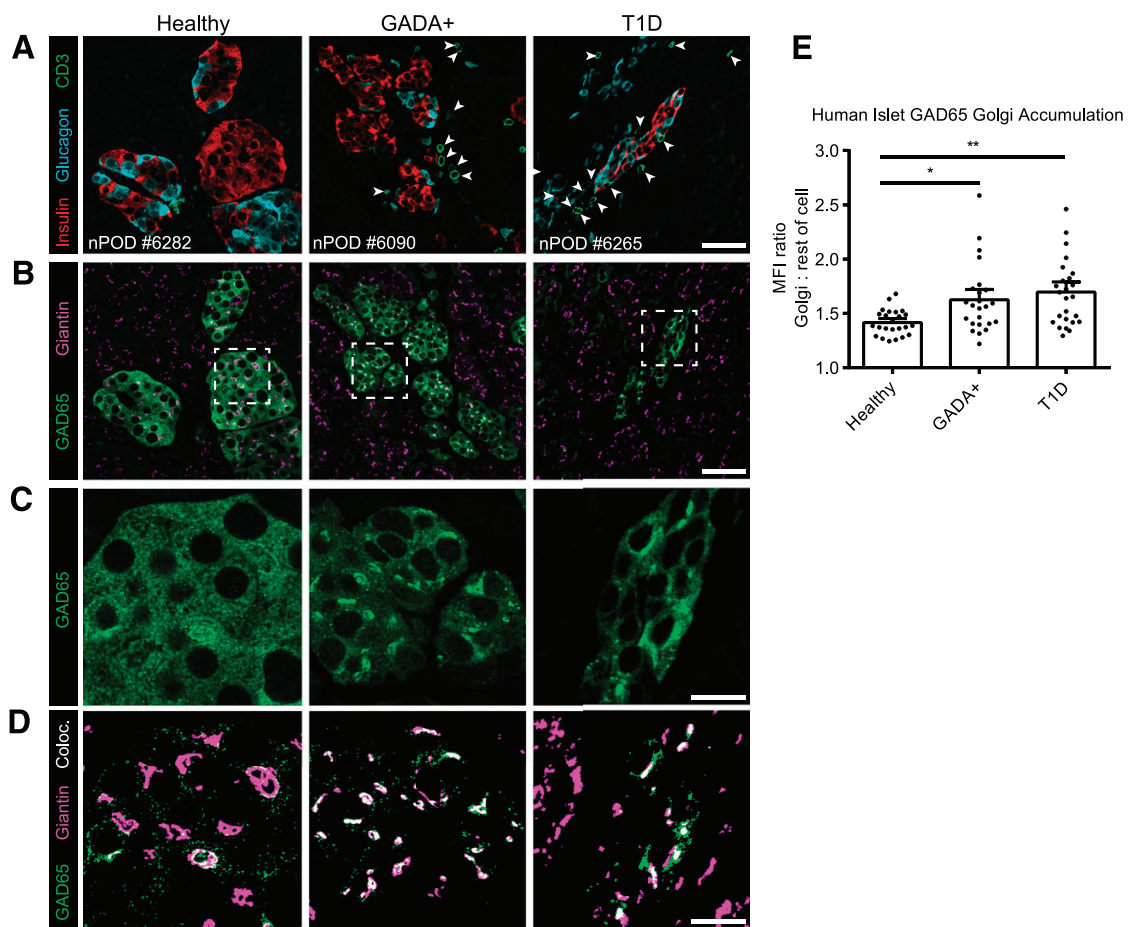 Healthy GADA+ T1D
A
Insulin Glucagon CD3
nPOD #6282
nPOD #6090
nPOD #6265
B
GAD65 Giantin
C
GAD65
D
GAD65 Giantin Coloc.
E
Human Islet GAD65 Golgi Accumulation
MFI ratio
Golgi : rest of cell
3.0
2.5
2.0
1.5
1.0
**
*
Healthy
GADA+
T1D